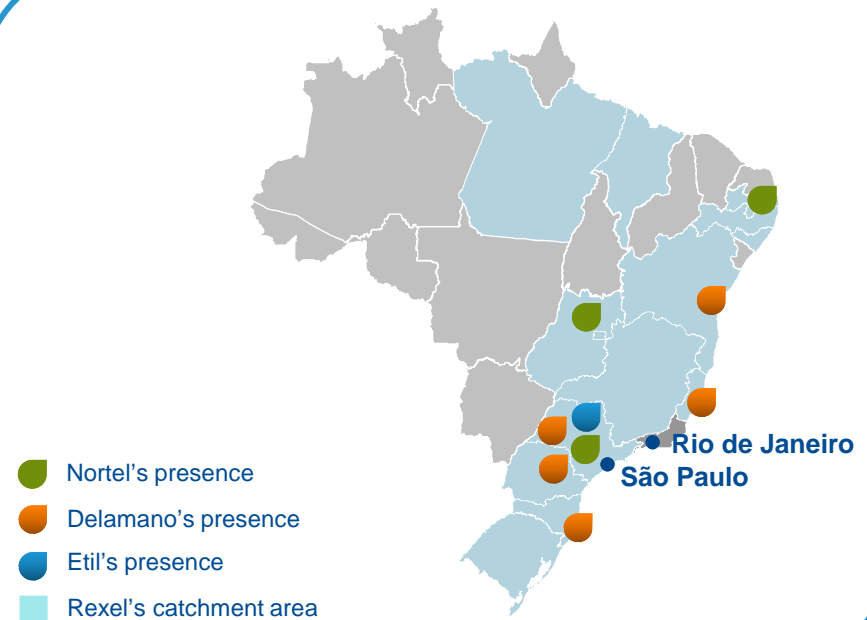 Rio de Janeiro
São Paulo
Nortel’s presence
Delamano’s presence
Etil’s presence
Rexel’s catchment area